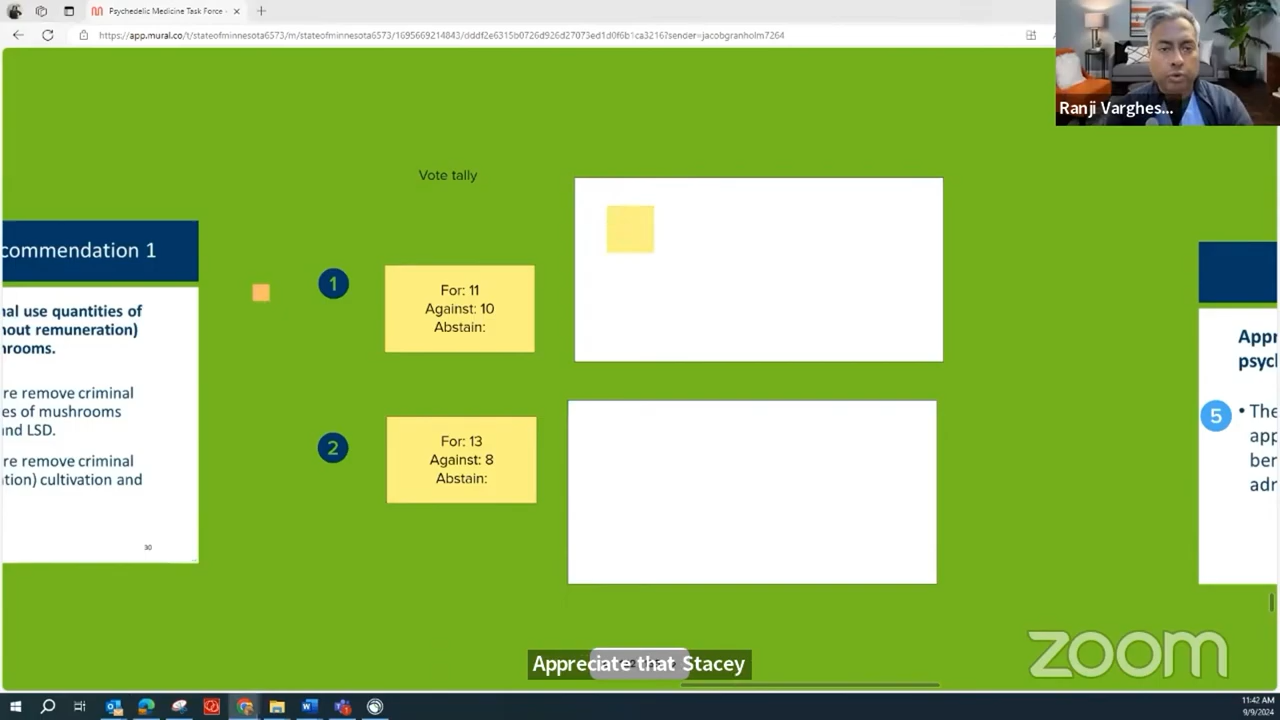 Psychedelic Medicine Task Force -
https://app.mural.co/t/stateofminnesota6573/m/stateofminnesota6573/1695669214843/dddf2e6315b0726d926d27073ed1d0f6b1ca3216?sender=jacobgranholm7264
Ranji Varghes...
Vote tally
commendation 1
nal use quantities of
hout remuneration)
hrooms.
re remove criminal
es of mushrooms
nd LSD.
re remove criminal
tion) cultivation and
30
1
For: 11
Against: 10
Abstain:
2
For: 13
Against: 8
Abstain:
Appr
psycl
5
• The
app
ber
adr
Appreciate that Stacey
zoom
11:42 AM
9/9/2024